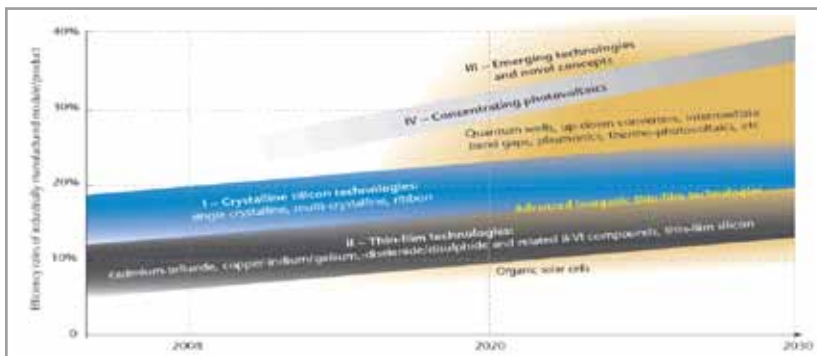 Efficiency rates of industrially manufactured module/product
40%
III – Emerging technologies
and novel concepts
30%
IV – Concentrating photovoltaics
Quantum wells, up-down converters, intermediate
band gaps, plasmonics, thermo-photovoltaics, etc
20%
I – Crystalline silicon technologies:
single crystalline, multi-crystalline, ribbon
Advanced inorganic thin-film technologies
II – Thin-film technologies:
cadmium-telluride, copper-indium/gallium, -diselenide/disulphide and related II-VI compounds, thin-film silicon
10%
Organic solar cells
0
2008
2020
2030